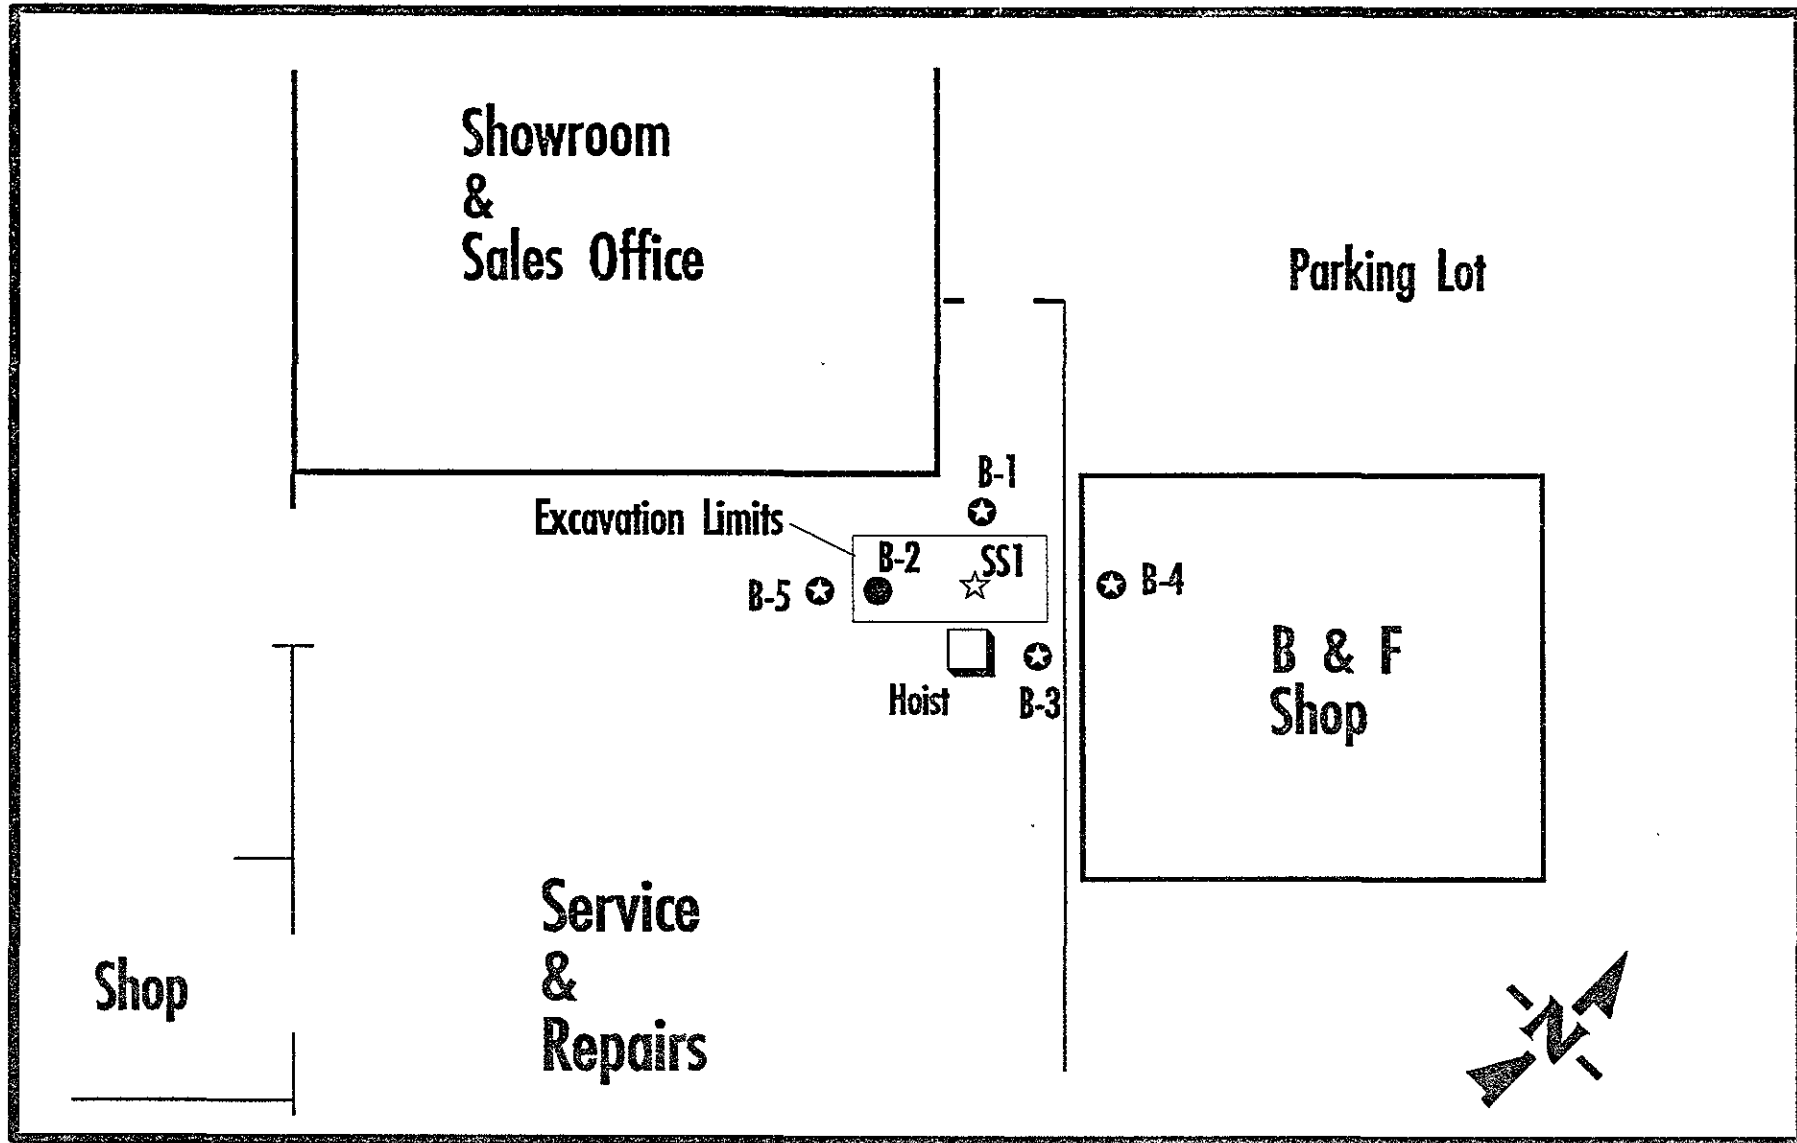 Showroom
&
Sales Office
Parking Lot
B-1
Excavation Limits
B-2
SS1
B-5
B-4
Hoist
B-3
B & F
Shop
Service
&
Repairs
Shop
N